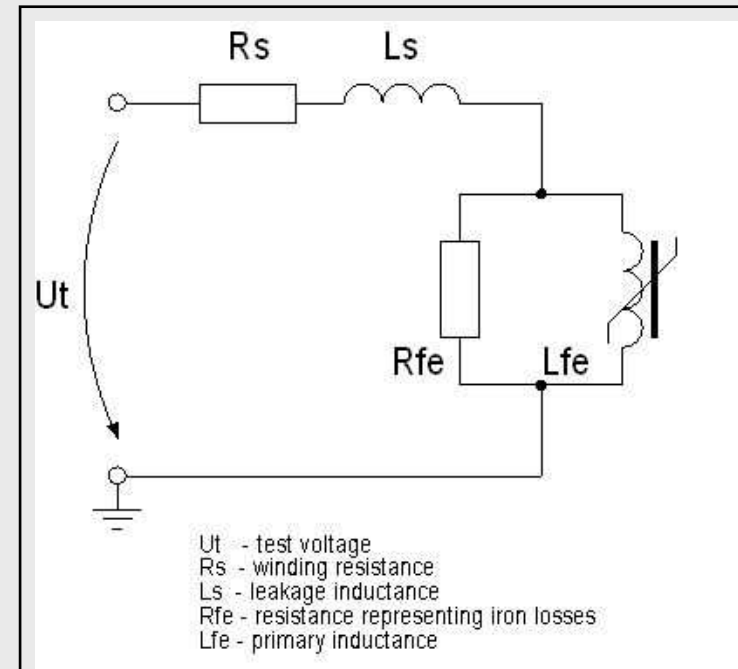 Rs
Ls
Ut
Rfe
Lfe
Ut - test voltage
Rs - winding resistance
Ls - leakage inductance
Rfe - resistance representing iron losses
Lfe - primary inductance